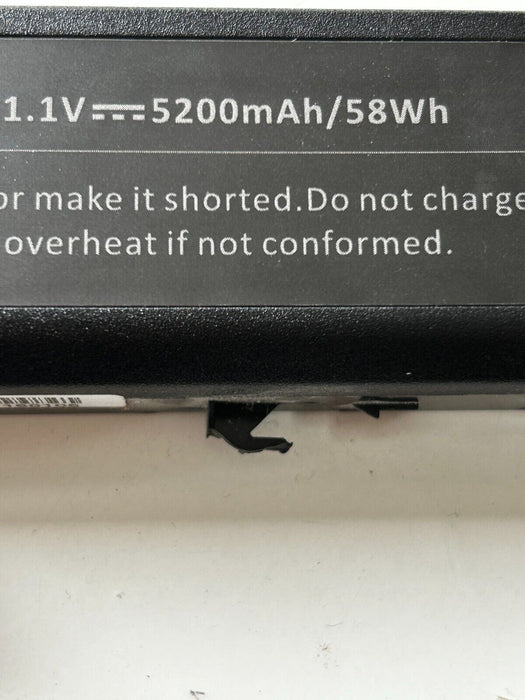 1.1V⎓5200mAh/58Wh
or make it shorted.Do not charge
overheat if not conformed.